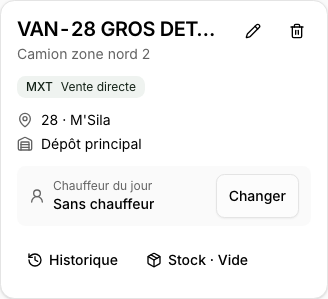 VAN-28 GROS DET...
Camion zone nord 2
MXT Vente directe
28 · M'Sila
Dépôt principal
Chauffeur du jour
Sans chauffeur
Changer
Historique
Stock · Vide